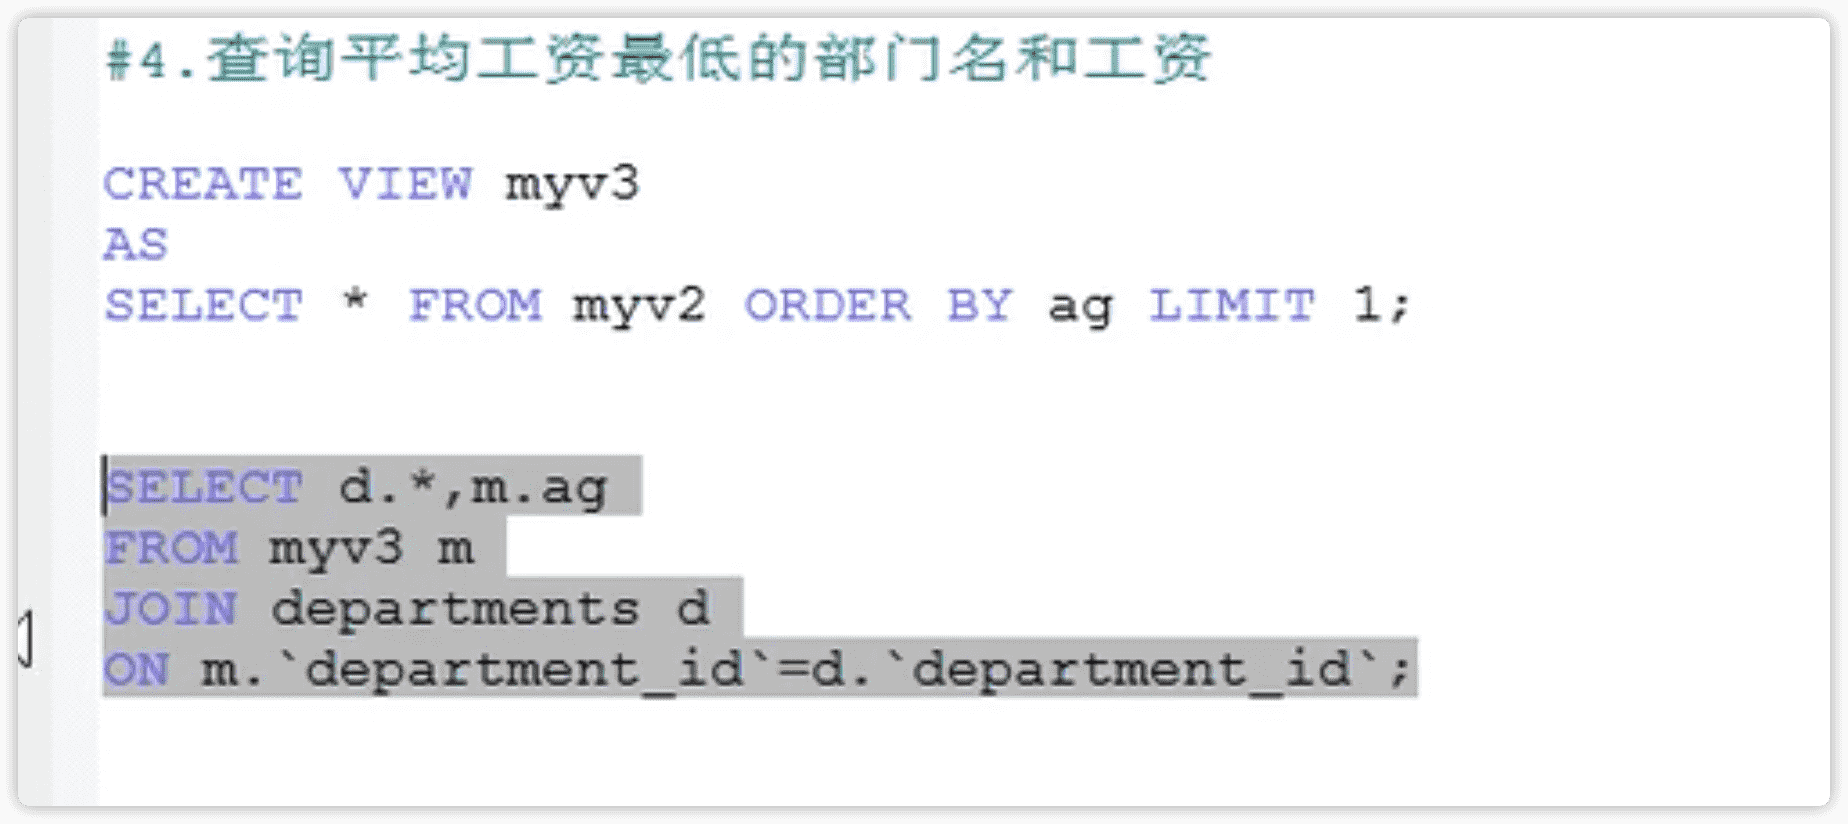 #4.查询平均工资最低的部门名和工资
CREATE VIEW myv3
AS
SELECT * FROM myv2 ORDER BY ag LIMIT 1;
SELECT d.*,m.ag
FROM myv3 m
JOIN departments d
ON m.`department_id`=d.`department_id`;